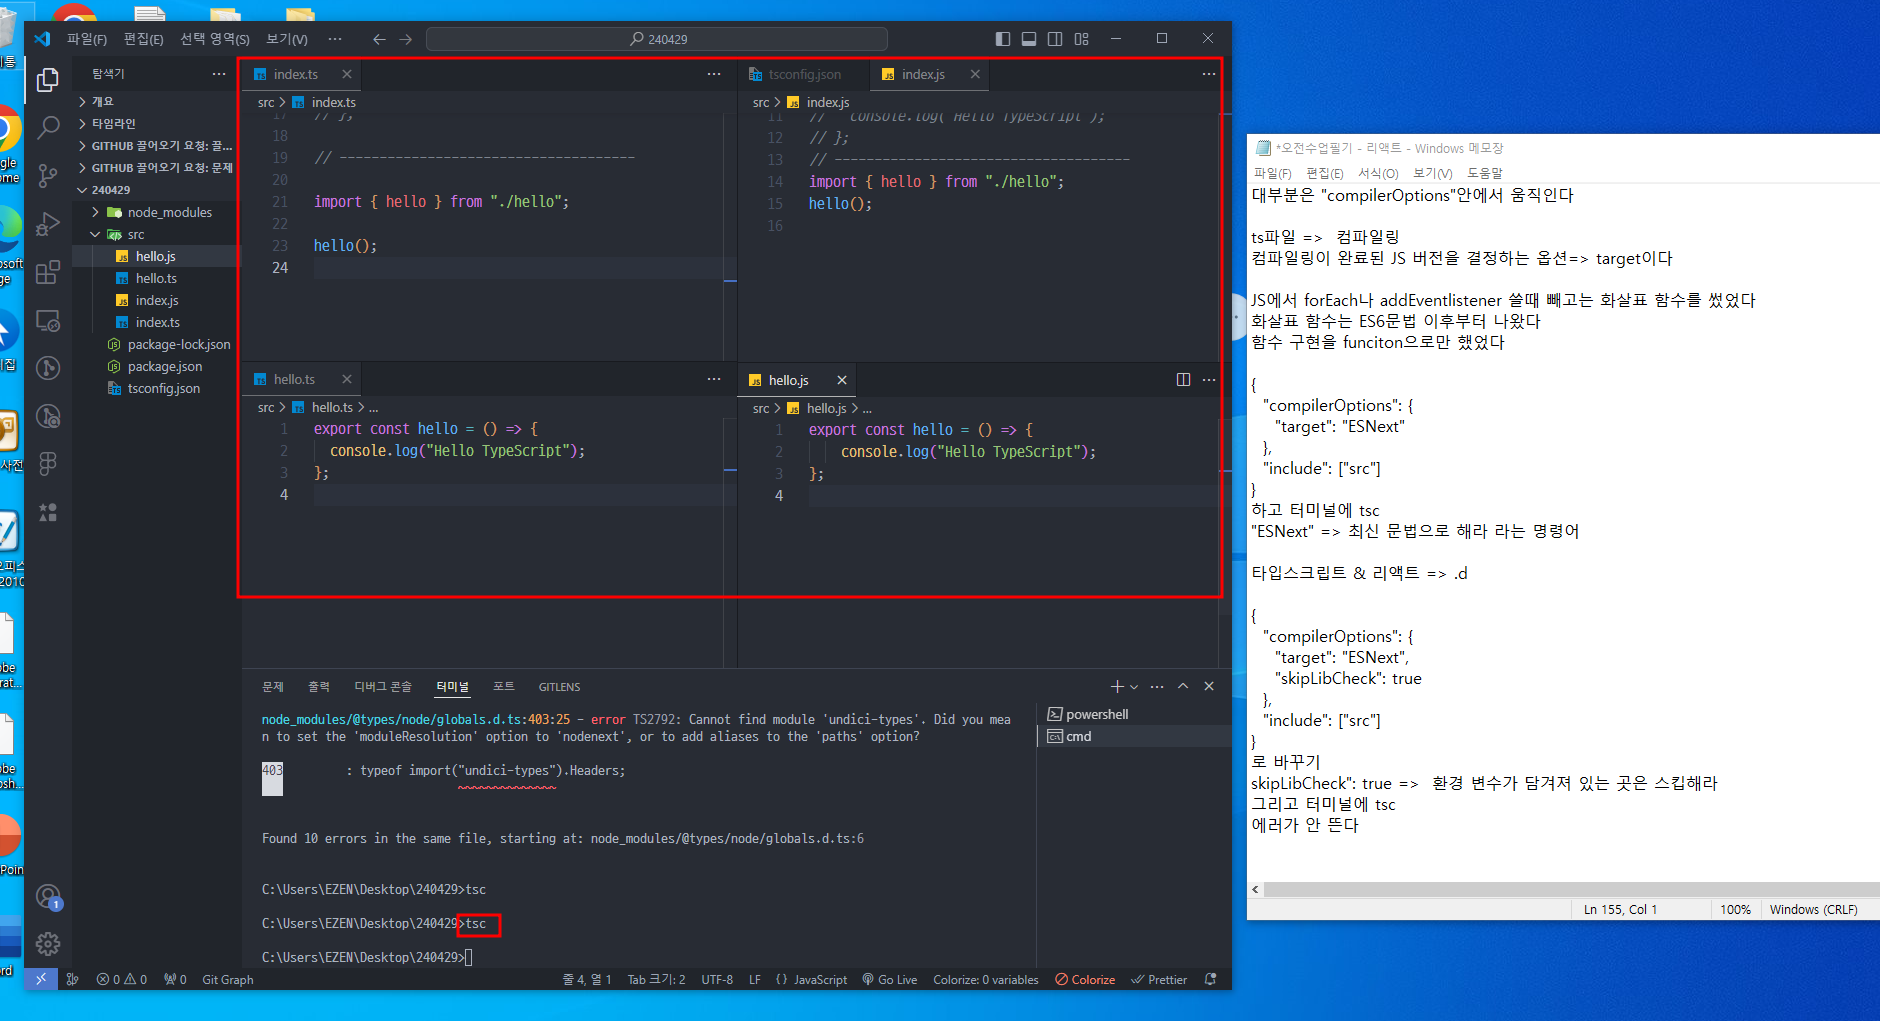 파일(F) 편집(E) 선택 영역(S) 보기(V) ··· 240429
탐색기 ···
개요
타임라인
GITHUB 끌어오기 요청: 끌...
GITHUB 끌어오기 요청: 문제
240429
node_modules
src
hello.js
hello.ts
index.js
index.ts
package-lock.json
package.json
tsconfig.json
index.ts
src > index.ts
17 // };
18
19 // -------------------------------------
20
21 import { hello } from "./hello";
22
23 hello();
24
tsconfig.json index.js
src > index.js
11 //   console.log("Hello TypeScript");
12 // };
13 // -------------------------------------
14 import { hello } from "./hello";
15 hello();
16
hello.ts
src > hello.ts > ...
1 export const hello = () => {
2   console.log("Hello TypeScript");
3 };
4
hello.js
src > hello.js > ...
1 export const hello = () => {
2     console.log("Hello TypeScript");
3 };
4
문제 출력 디버그 콘솔 터미널 포트 GITLENS
node_modules/@types/node/globals.d.ts:403:25 - error TS2792: Cannot find module 'undici-types'. Did you mea
n to set the 'moduleResolution' option to 'nodenext', or to add aliases to the 'paths' option?
403         : typeof import("undici-types").Headers;
Found 10 errors in the same file, starting at: node_modules/@types/node/globals.d.ts:6
C:\Users\EZEN\Desktop\240429>tsc
C:\Users\EZEN\Desktop\240429>tsc
C:\Users\EZEN\Desktop\240429>
powershell
cmd
1
0 0 0 Git Graph 줄 4, 열 1 Tab 크기: 2 UTF-8 LF {} JavaScript Go Live Colorize: 0 variables Colorize Prettier
*오전수업필기 - 리액트 - Windows 메모장
파일(F) 편집(E) 서식(O) 보기(V) 도움말
대부분은 "compilerOptions"안에서 움직인다
ts파일 =>  컴파일링
컴파일링이 완료된 JS 버전을 결정하는 옵션=> target이다
JS에서 forEach나 addEventlistener 쓸때 빼고는 화살표 함수를 썼었다
화살표 함수는 ES6문법 이후부터 나왔다
함수 구현을 funciton으로만 했었다
{
"compilerOptions": {
"target": "ESNext"
},
"include": ["src"]
}
하고 터미널에 tsc
"ESNext" => 최신 문법으로 해라 라는 명령어
타입스크립트 & 리액트 => .d
{
"compilerOptions": {
"target": "ESNext",
"skipLibCheck": true
},
"include": ["src"]
}
로 바꾸기
skipLibCheck": true =>  환경 변수가 담겨져 있는 곳은 스킵해라
그리고 터미널에 tsc
에러가 안 뜬다
Ln 155, Col 1 100% Windows (CRLF)